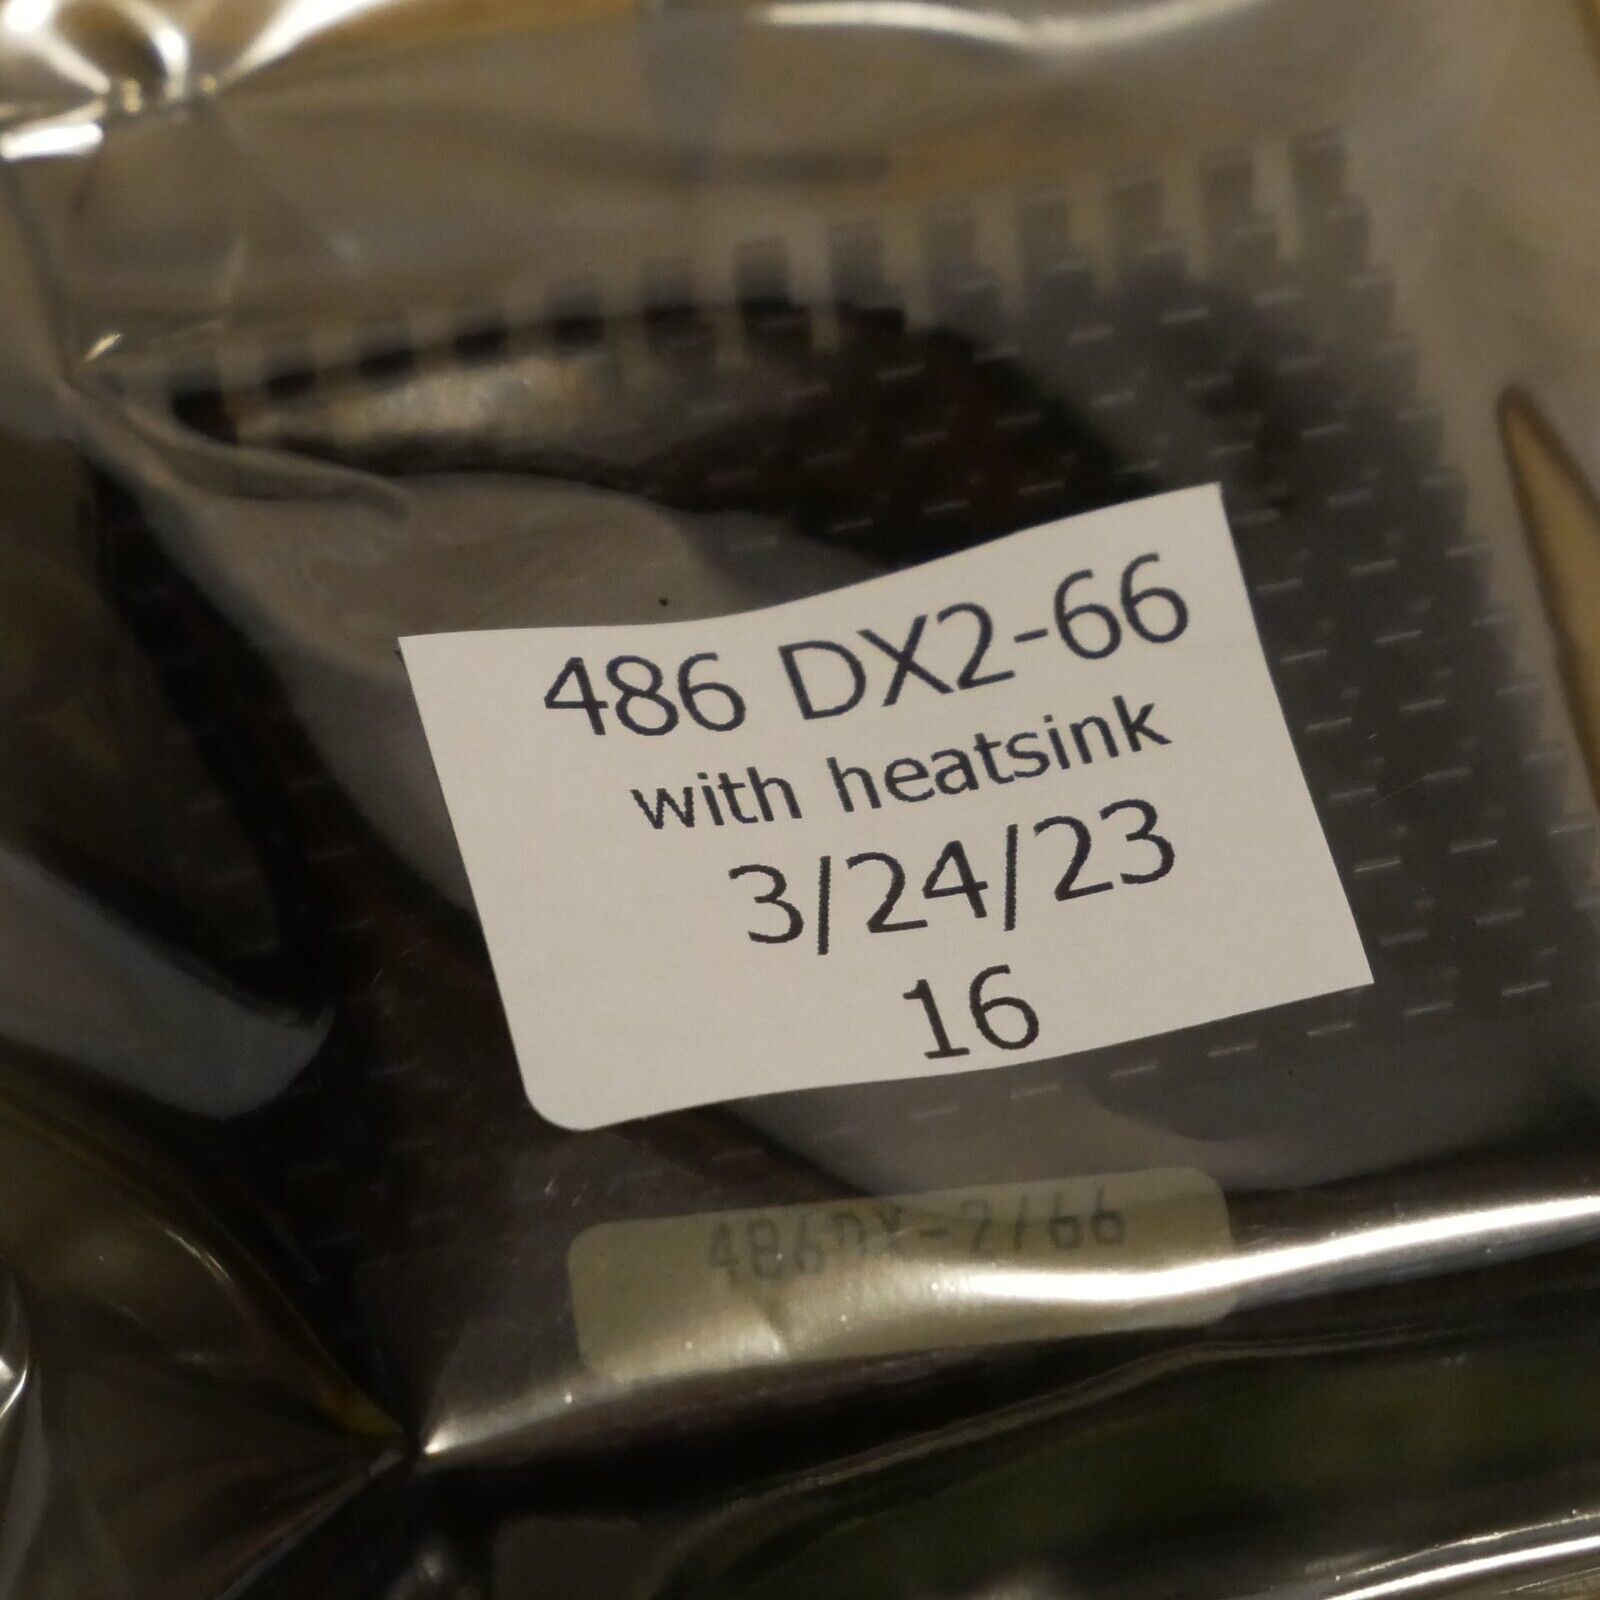 486 DX2-66
with heatsink
3/24/23
16
486DX-2/66